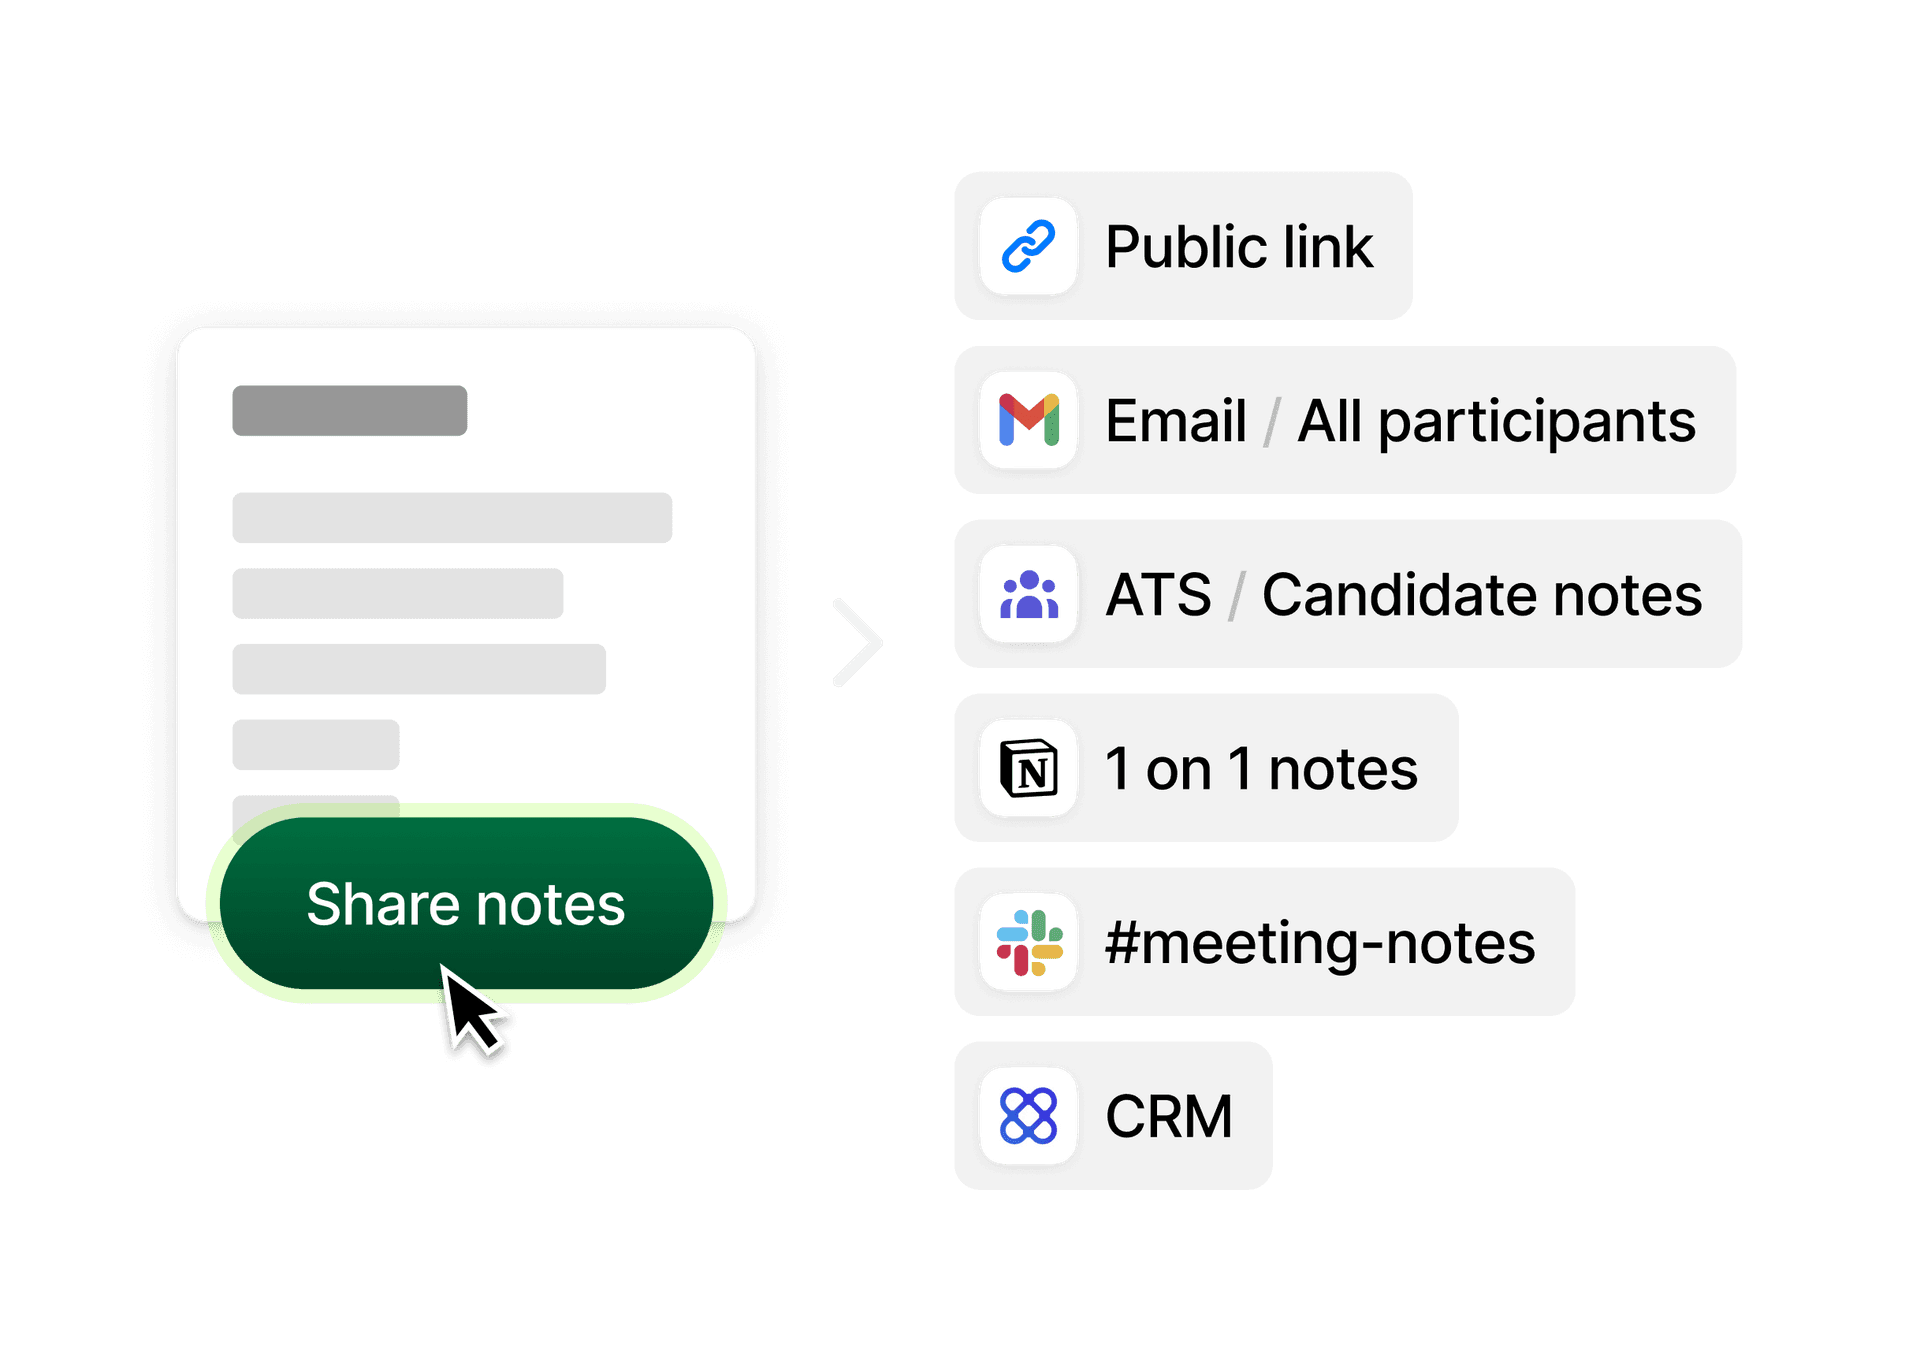 Public link
Email / All participants
ATS / Candidate notes
N
1 on 1 notes
Share notes
#meeting-notes
CRM